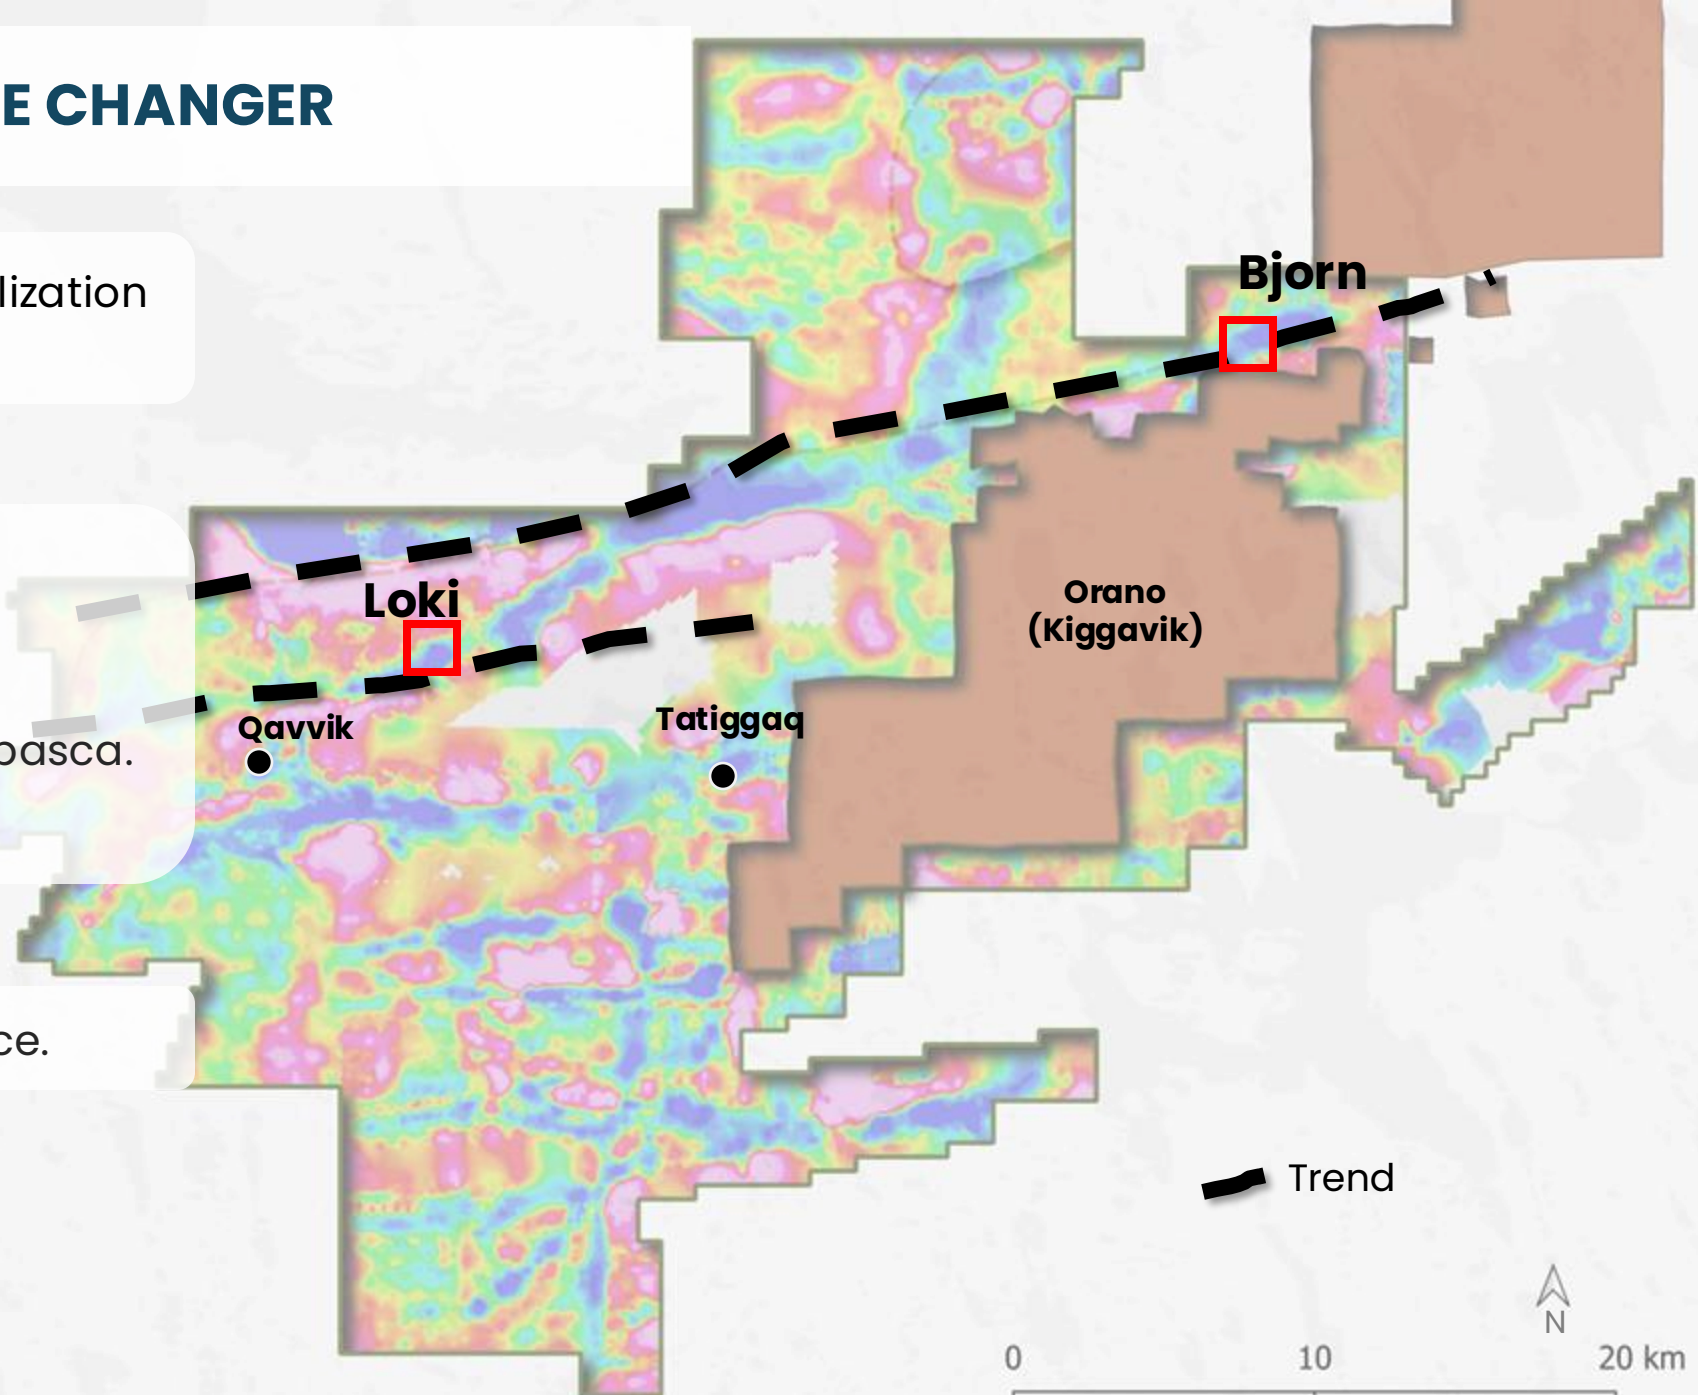 E CHANGER
lization
Bjorn
Loki
Orano
(Kiggavik)
Qavvik
Tatiggaq
basca.
ce.
Trend
N
0 10 20 km